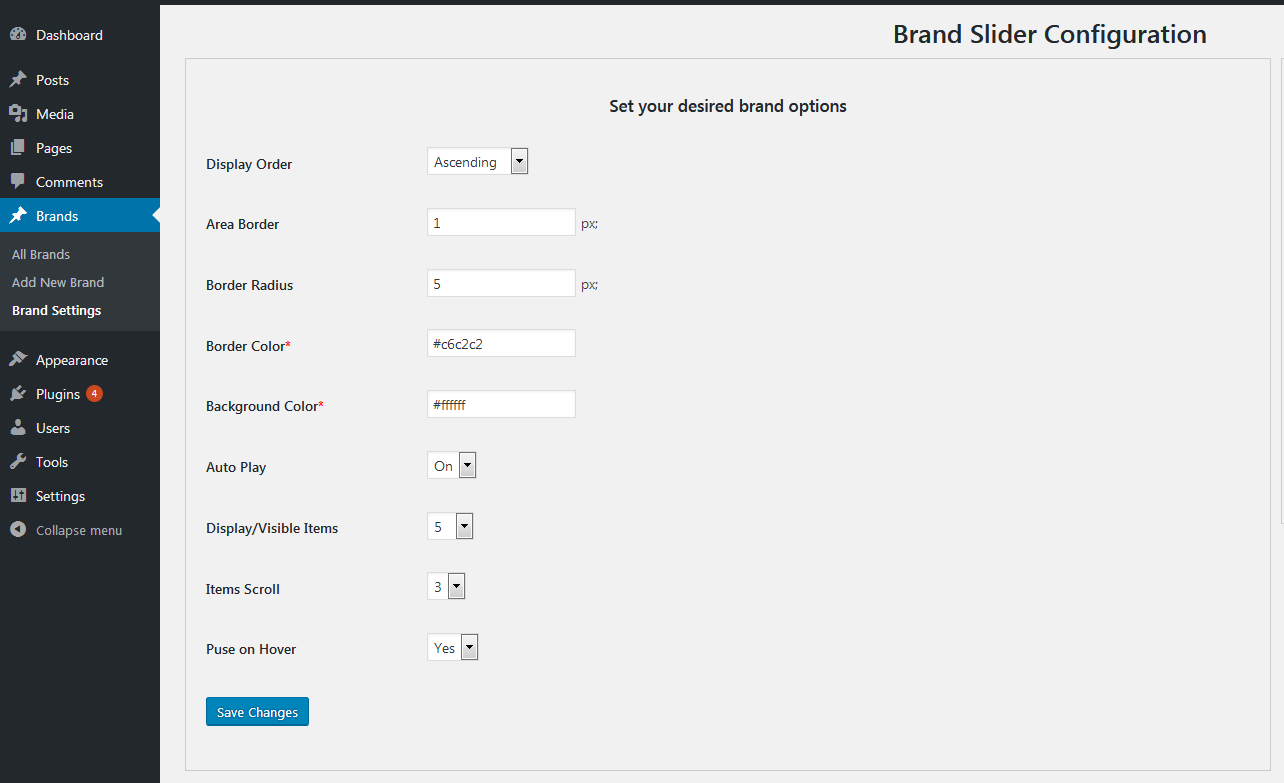 Dashboard
Posts
Media
Pages
Comments
Brands
All Brands
Add New Brand
Brand Settings
Appearance
Plugins 4
Users
Tools
Settings
Collapse menu
Brand Slider Configuration
Set your desired brand options
Display Order Ascending
Area Border 1 px;
Border Radius 5 px;
Border Color* #c6c2c2
Background Color* #ffffff
Auto Play On
Display/Visible Items 5
Items Scroll 3
Puse on Hover Yes
Save Changes